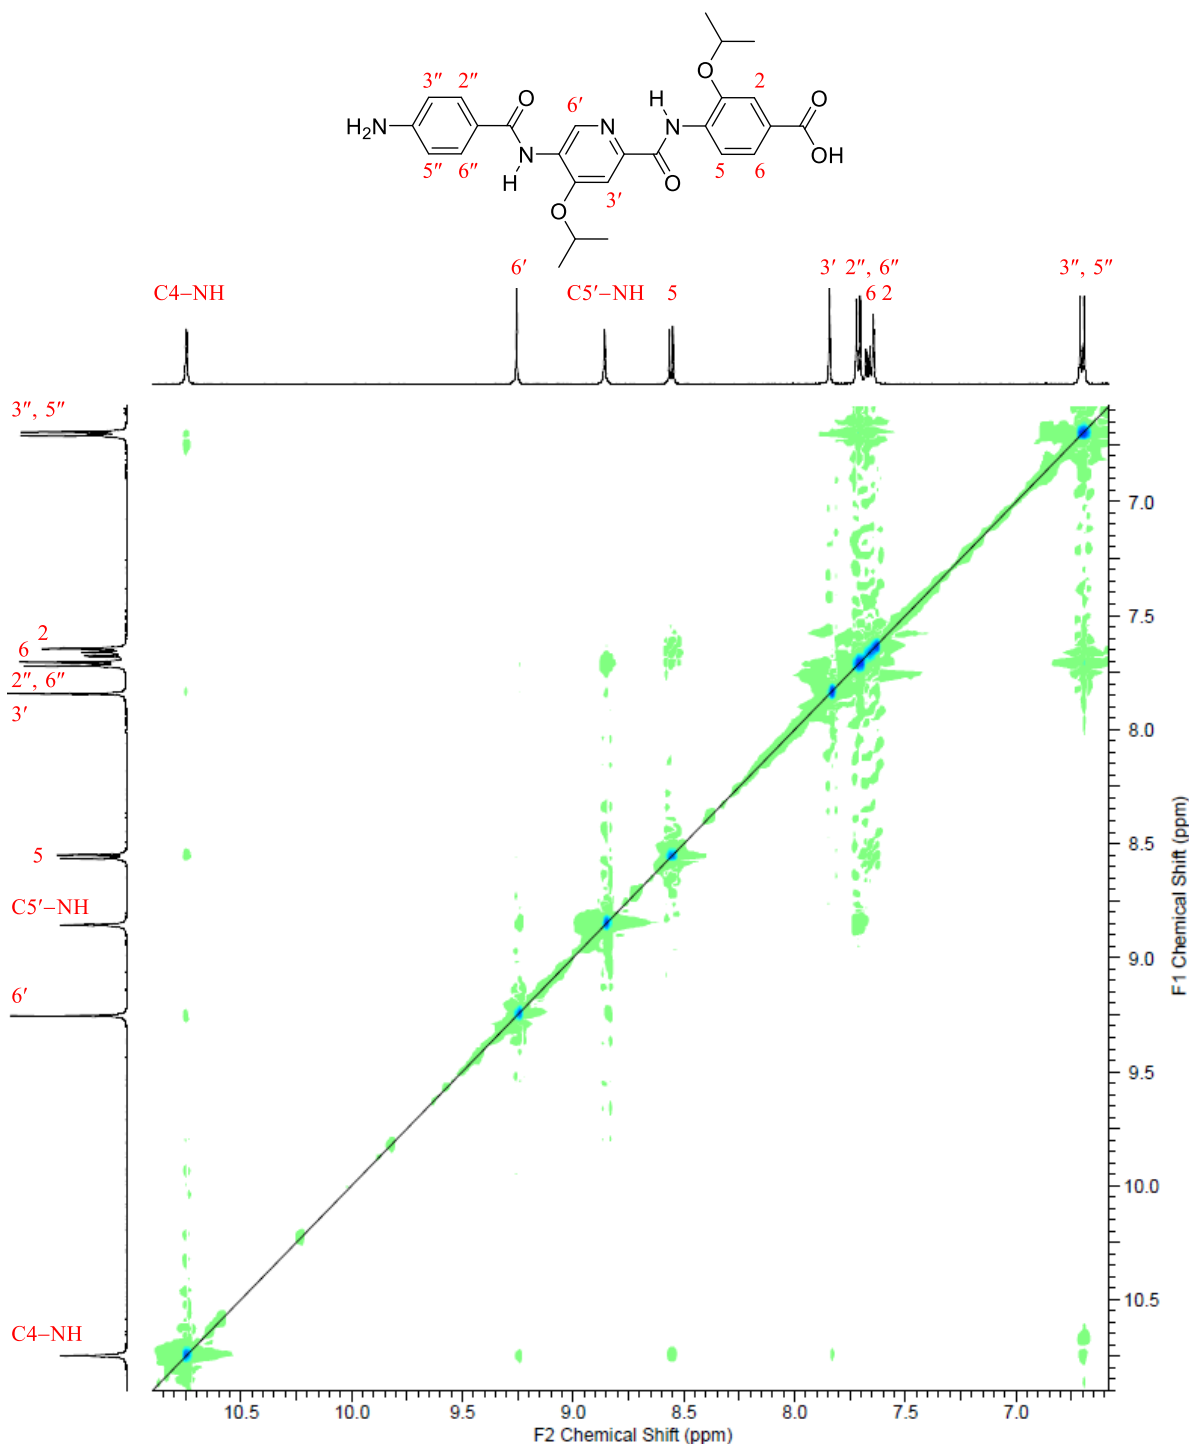 O
2
3″ 2″ O 6′ H N O
H₂N N OH
N O 5 6
5″ 6″ H 3′
O
6′ 3′ 2″, 6″ 3″, 5″
C4–NH C5′–NH 5 6 2
3″, 5″
7.0
7.5
2
6
2″, 6″
3′
8.0
8.5
5
C5′–NH
9.0
6′
9.5
10.0
10.5
C4–NH
F1 Chemical Shift (ppm)
10.5 10.0 9.5 9.0 8.5 8.0 7.5 7.0
F2 Chemical Shift (ppm)